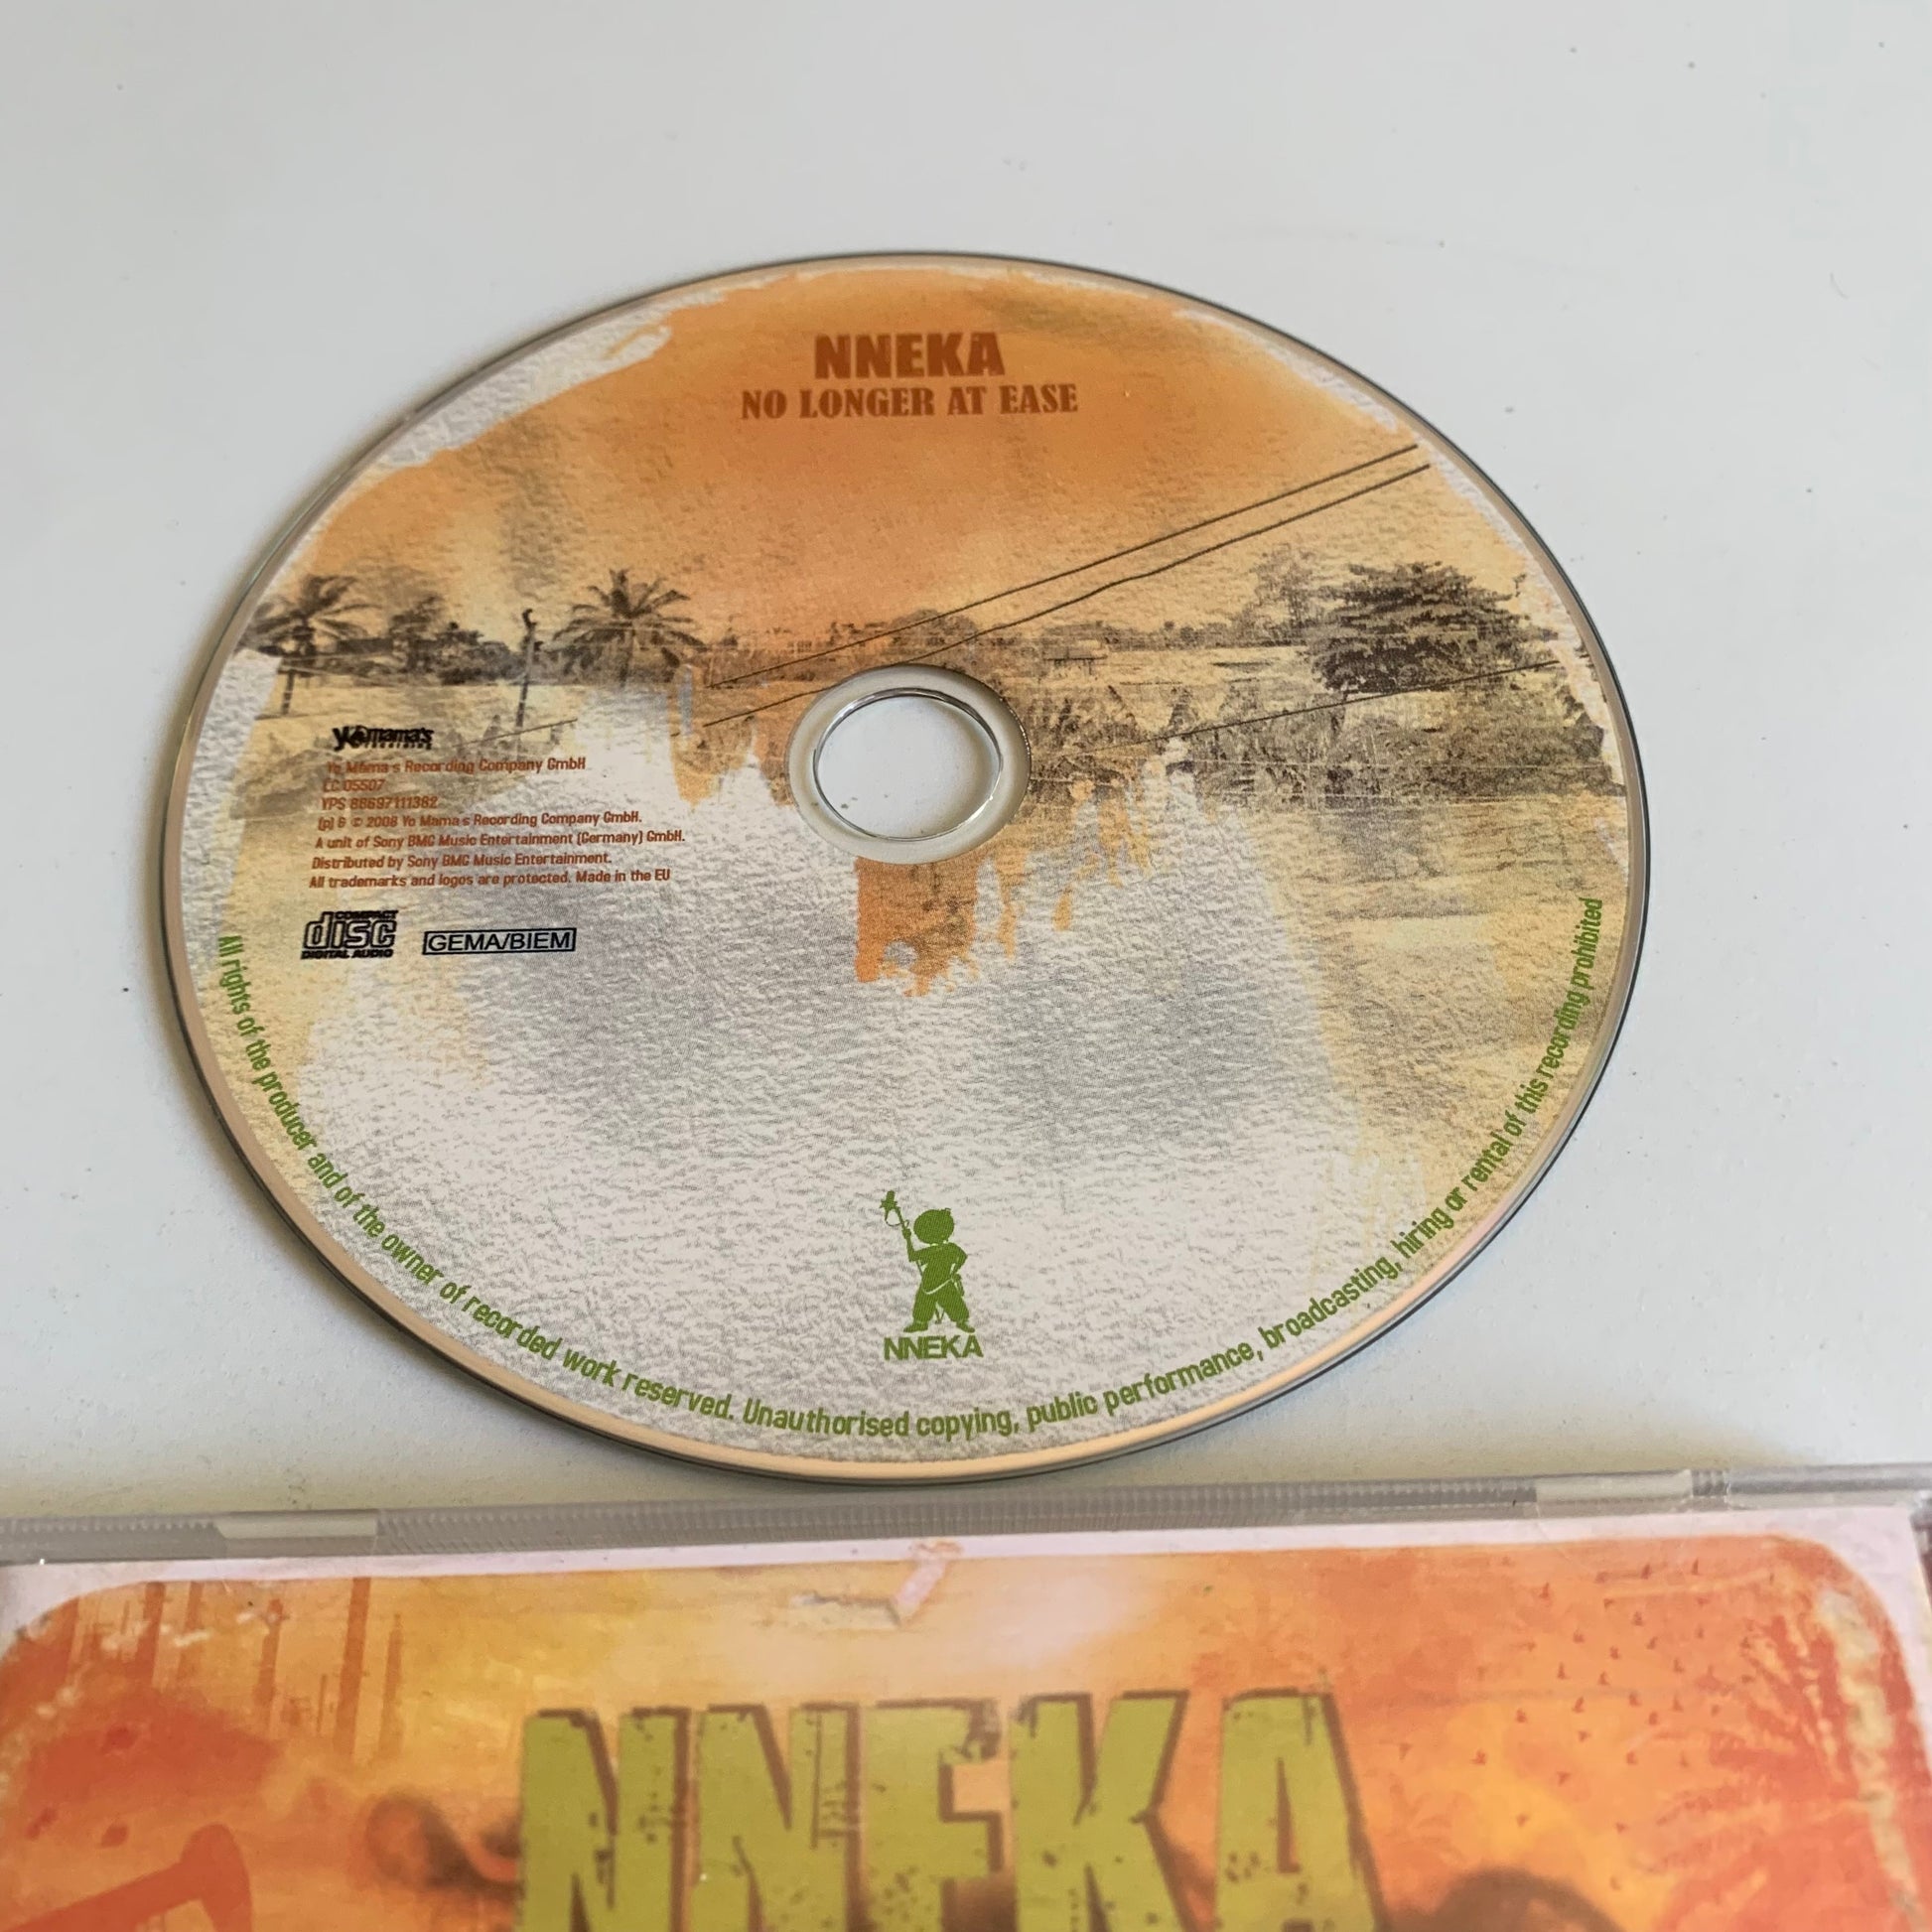 NNEKA
NO LONGER AT EASE
yo mama's
recording
Yo Mama's Recording Company GmbH
LC 05507
YPS 88697111382
(p) & © 2008 Yo Mama's Recording Company GmbH.
A unit of Sony BMG Music Entertainment (Germany) GmbH.
Distributed by Sony BMG Music Entertainment.
All trademarks and logos are protected. Made in the EU
COMPACT
disc
DIGITAL AUDIO
GEMA/BIEM
NNEKA
All rights of the producer and of the owner of recorded work reserved. Unauthorised copying, public performance, broadcasting, hiring or rental of this recording prohibited
NNEKA